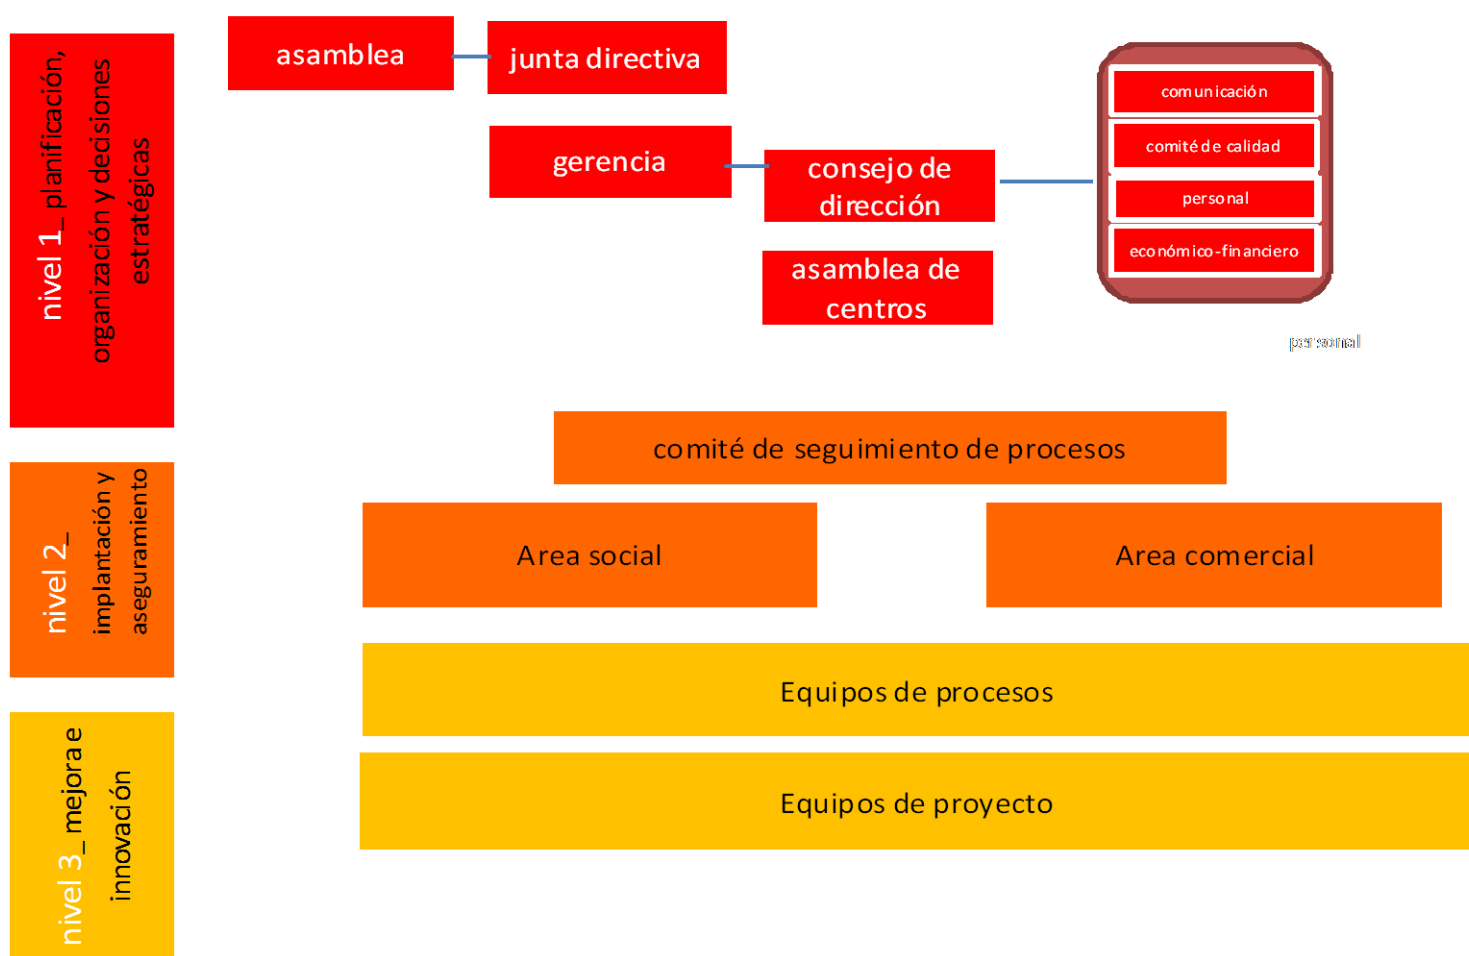 nivel 1_ planificación,
organización y decisiones
estratégicas
asamblea
junta directiva
gerencia
consejo de
dirección
asamblea de
centros
comunicación
comité de calidad
personal
económico-financiero
personal
nivel 2_
implantación y
aseguramiento
comité de seguimiento de procesos
Area social
Area comercial
nivel 3_ mejora e
innovación
Equipos de procesos
Equipos de proyecto